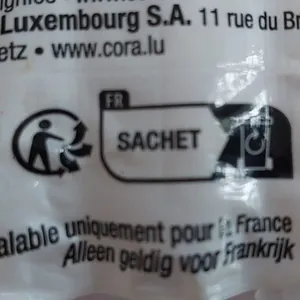 Luxembourg S.A. 11 rue du Br
etz • www.cora.lu
FR
SACHET
alable uniquement pour la France
Alleen geldig voor Frankrijk